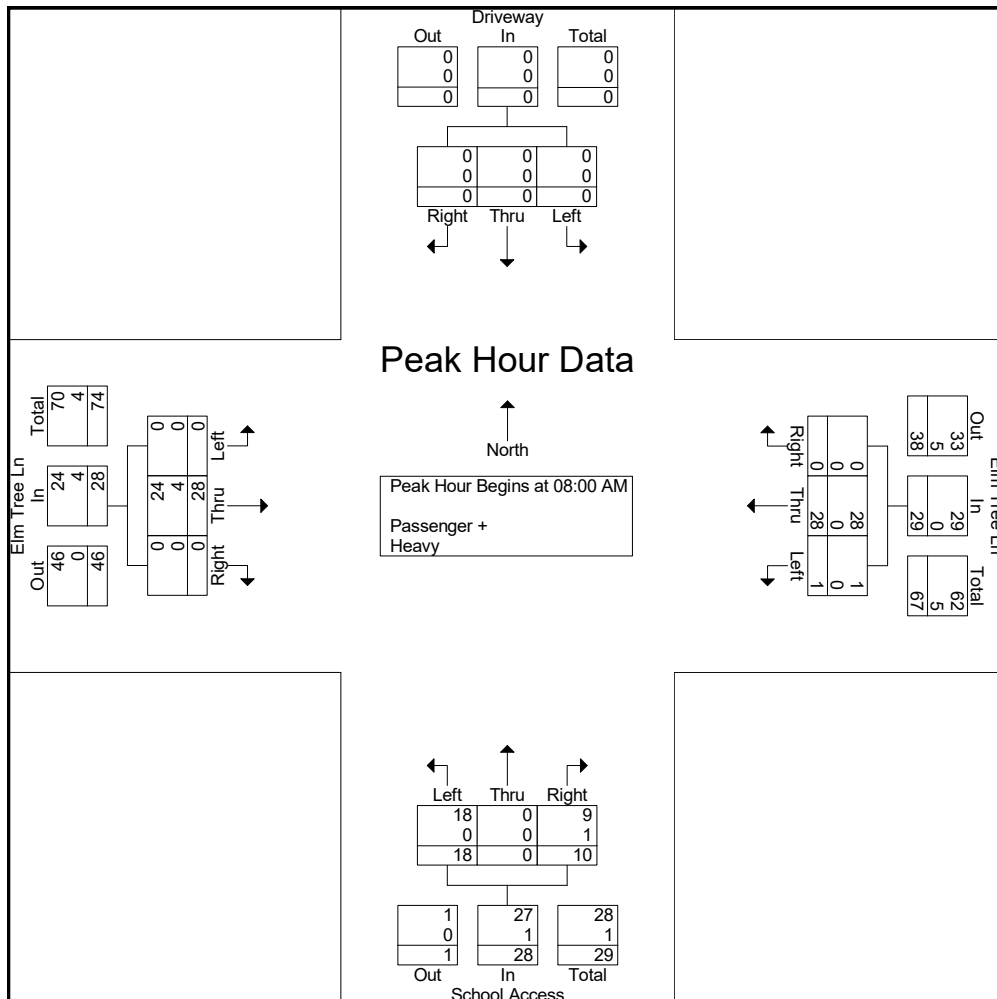 Driveway
Out In Total
0 0 0
0 0 0
0 0 0
0 0 0
0 0 0
0 0 0
Right Thru Left
Peak Hour Data
North
Peak Hour Begins at 08:00 AM
Passenger +
Heavy
Elm Tree Ln
Total In Out
70 24 46
4 4 0
74 28 46
0 24 0
0 4 0
0 28 0
Left Thru Right
Elm Tree Ln
Out In Total
33 29 62
5 0 5
38 29 67
0 28 1
0 0 0
0 28 1
Right Thru Left
Left Thru Right
18 0 9
0 0 1
18 0 10
1 27 28
0 1 1
1 28 29
Out In Total
School Access